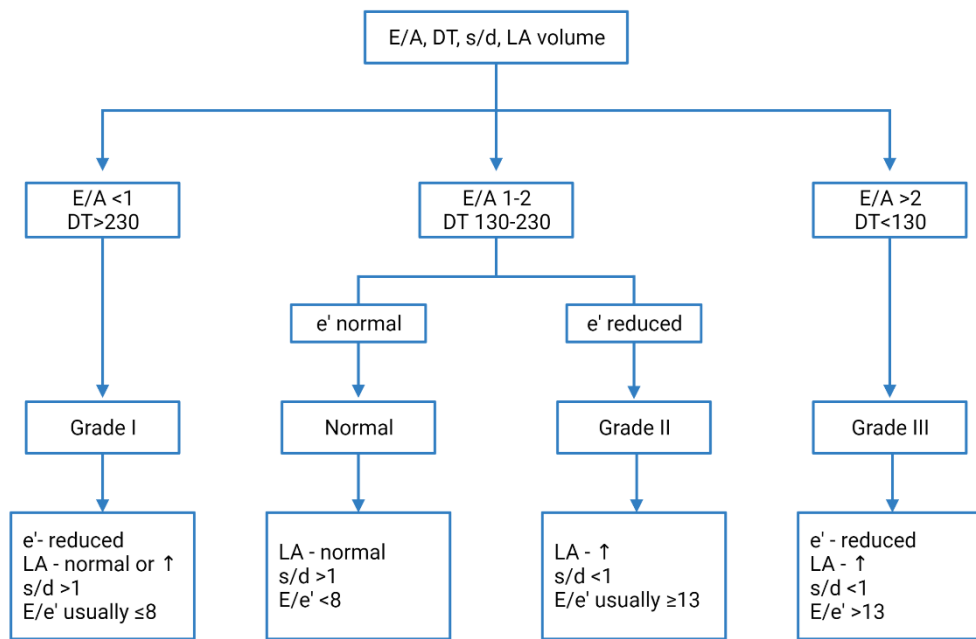 E/A, DT, s/d, LA volume
E/A <1
DT>230
E/A 1-2
DT 130-230
E/A >2
DT<130
e' normal
e' reduced
Grade I
Normal
Grade II
Grade III
e'- reduced
LA - normal or ↑
s/d >1
E/e' usually ≤8
LA - normal
s/d >1
E/e' <8
LA - ↑
s/d <1
E/e' usually ≥13
e' - reduced
LA - ↑
s/d <1
E/e' >13